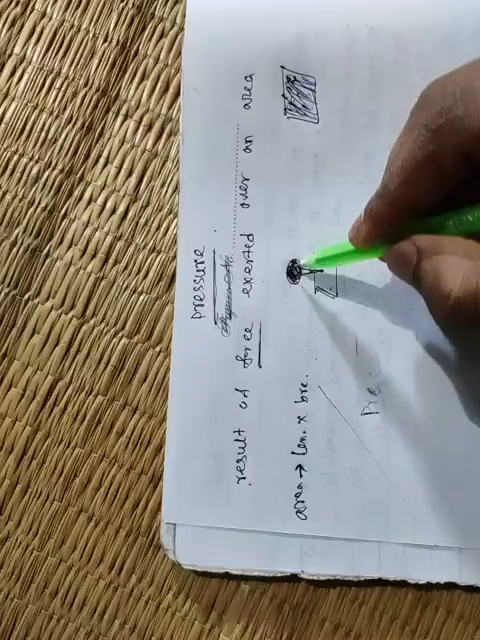 pressure
result of force exerted over an area
area → len. x bre.